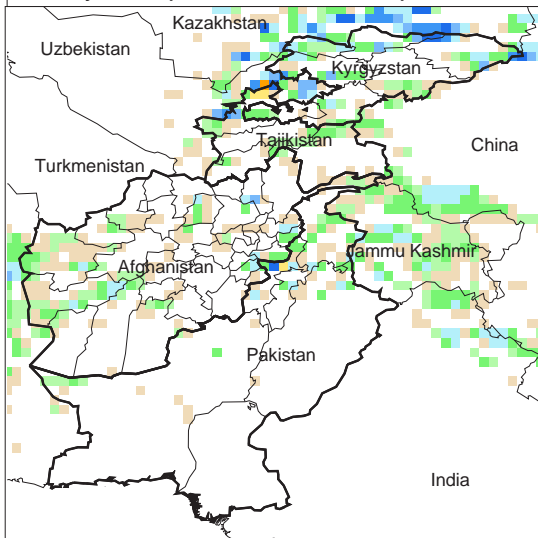 Kazakhstan
Uzbekistan
Kyrgyzstan
Tajikistan
China
Turkmenistan
Jammu Kashmir
Afghanistan
Pakistan
India